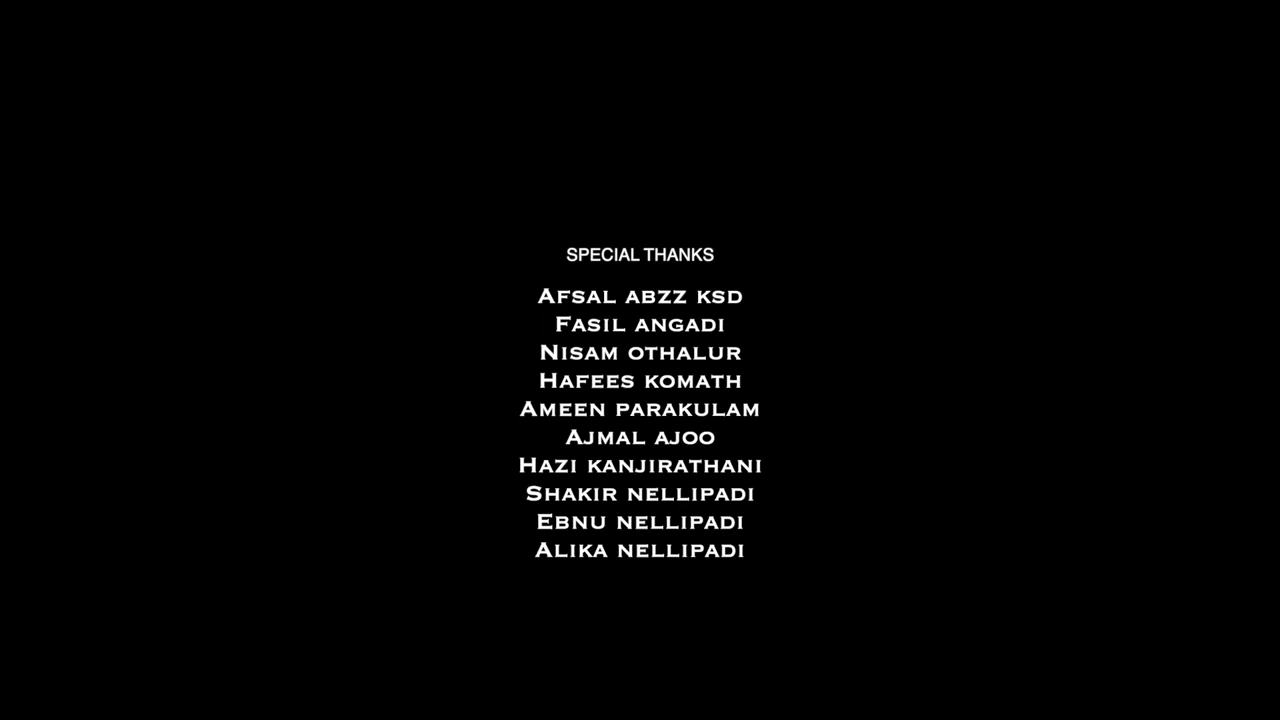 SPECIAL THANKS
Afsal abzz ksd
Fasil angadi
Nisam othalur
Hafees komath
Ameen parakulam
Ajmal ajoo
Hazi kanjirathani
Shakir nellipadi
Ebnu nellipadi
Alika nellipadi